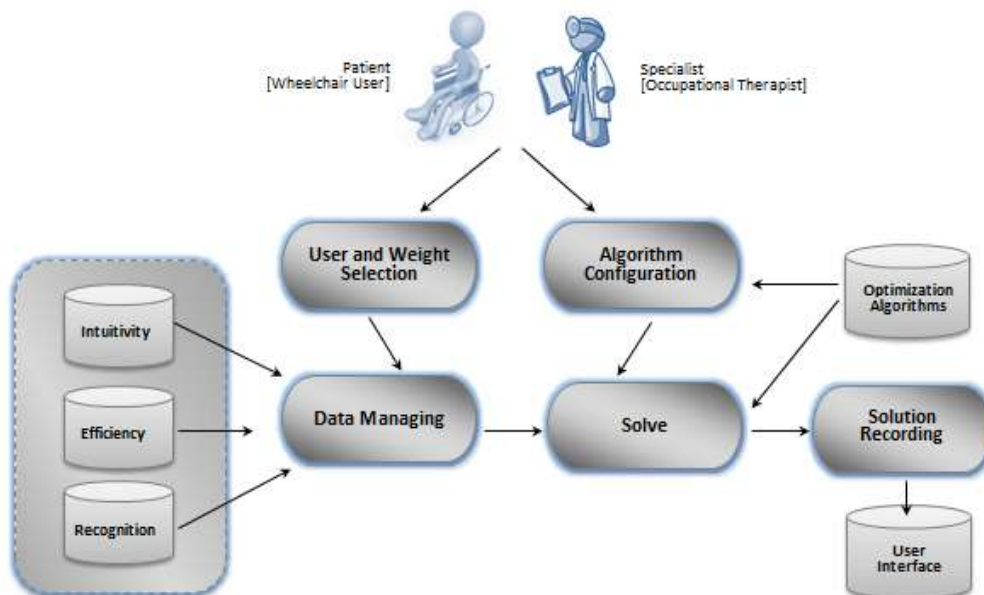 Patient
[Wheelchair User]
Specialist
[Occupational Therapist]
User and Weight
Selection
Algorithm
Configuration
Optimization
Algorithms
Intuitivity
Efficiency
Recognition
Data Managing
Solve
Solution
Recording
User
Interface